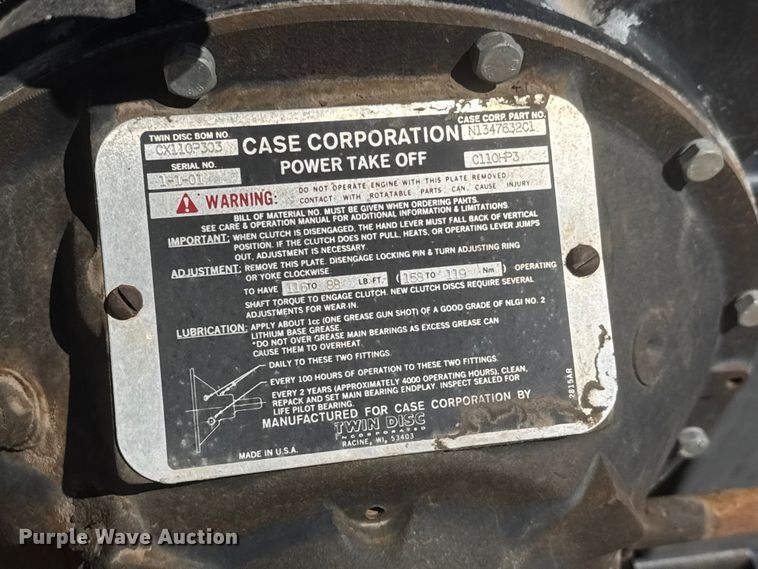 TWIN DISC BOM NO.
CX110P303
CASE CORPORATION
CASE CORP. PART NO.
N1347632C1
SERIAL NO.
1-1-01
POWER TAKE OFF
C110HP3
WARNING: DO NOT OPERATE ENGINE WITH THIS PLATE REMOVED
CONTACT WITH ROTATABLE PARTS CAN CAUSE INJURY
BILL OF MATERIAL NO. MUST BE GIVEN WHEN ORDERING PARTS.
SEE CARE & OPERATION MANUAL FOR ADDITIONAL INFORMATION & LIMITATIONS.
IMPORTANT: WHEN CLUTCH IS DISENGAGED, THE HAND LEVER MUST FALL BACK OF VERTICAL
POSITION. IF THE CLUTCH DOES NOT PULL, HEATS, OR OPERATING LEVER JUMPS
OUT, ADJUSTMENT IS NECESSARY.
ADJUSTMENT: REMOVE THIS PLATE. DISENGAGE LOCKING PIN & TURN ADJUSTING RING
OR YOKE CLOCKWISE.
TO HAVE 116 TO 88 LB. FT. (158 TO 119 Nm) OPERATING
SHAFT TORQUE TO ENGAGE CLUTCH. NEW CLUTCH DISCS REQUIRE SEVERAL
ADJUSTMENTS FOR WEAR-IN.
LUBRICATION: APPLY ABOUT 1cc (ONE GREASE GUN SHOT) OF A GOOD GRADE OF NLGI NO. 2
LITHIUM BASE GREASE.
*DO NOT OVER GREASE MAIN BEARINGS AS EXCESS GREASE CAN
CAUSE THEM TO OVERHEAT.
DAILY TO THESE TWO FITTINGS.
EVERY 100 HOURS OF OPERATION TO THESE TWO FITTINGS.
EVERY 2 YEARS (APPROXIMATELY 4000 OPERATING HOURS), CLEAN,
REPACK AND SET MAIN BEARING ENDPLAY. INSPECT SEALED FOR
LIFE PILOT BEARING.
MANUFACTURED FOR CASE CORPORATION BY
TWIN DISC
INCORPORATED
RACINE, WI, 53403
MADE IN U.S.A.
2815AR
Purple Wave Auction